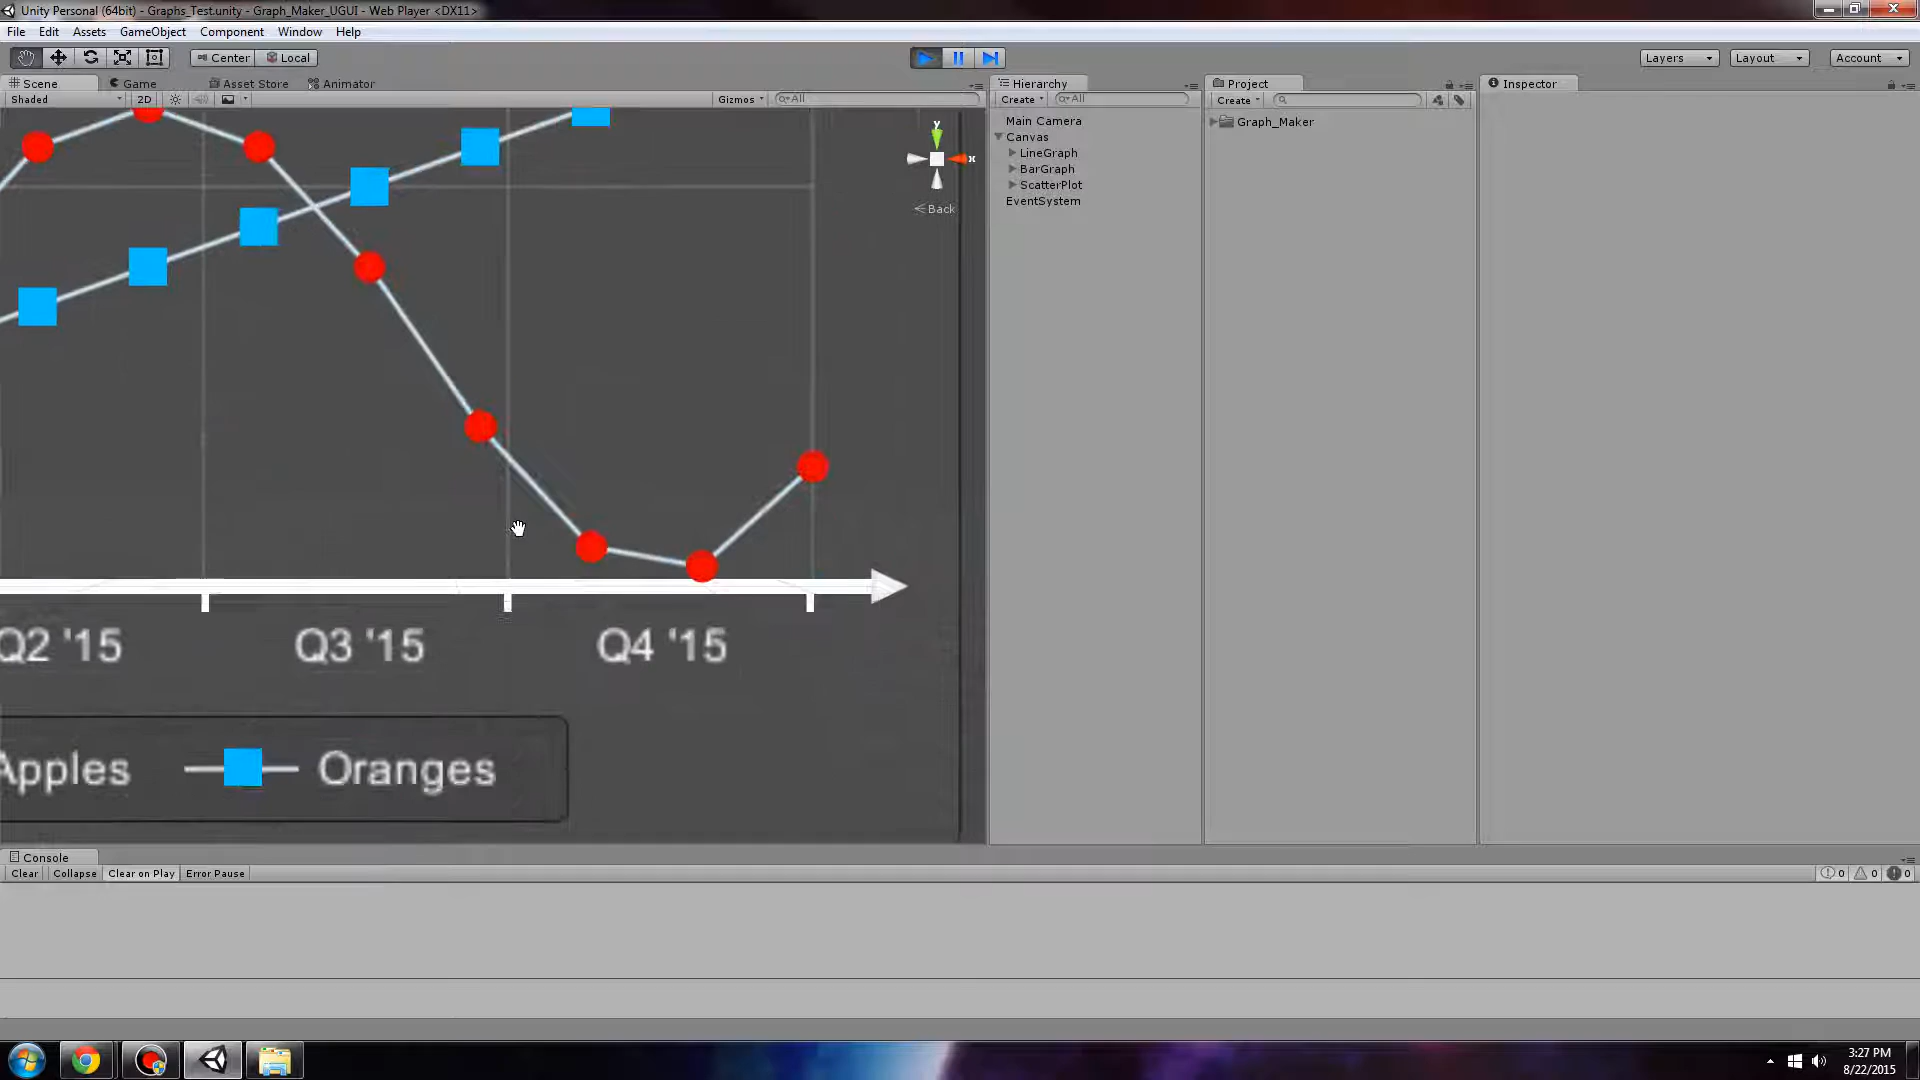 Unity Personal (64bit) - Graphs_Test.unity - Graph_Maker_UGUI - Web Player <DX11>
File Edit Assets GameObject Component Window Help
Center Local Layers Layout Account
Scene Game Asset Store Animator Hierarchy Project Inspector
Shaded 2D Gizmos All Create All Create
Main Camera
Canvas
LineGraph
BarGraph
ScatterPlot
EventSystem
Graph_Maker
y
x
Back
Q2 '15 Q3 '15 Q4 '15
Apples Oranges
Console
Clear Collapse Clear on Play Error Pause 0 0 0
3:27 PM
8/22/2015